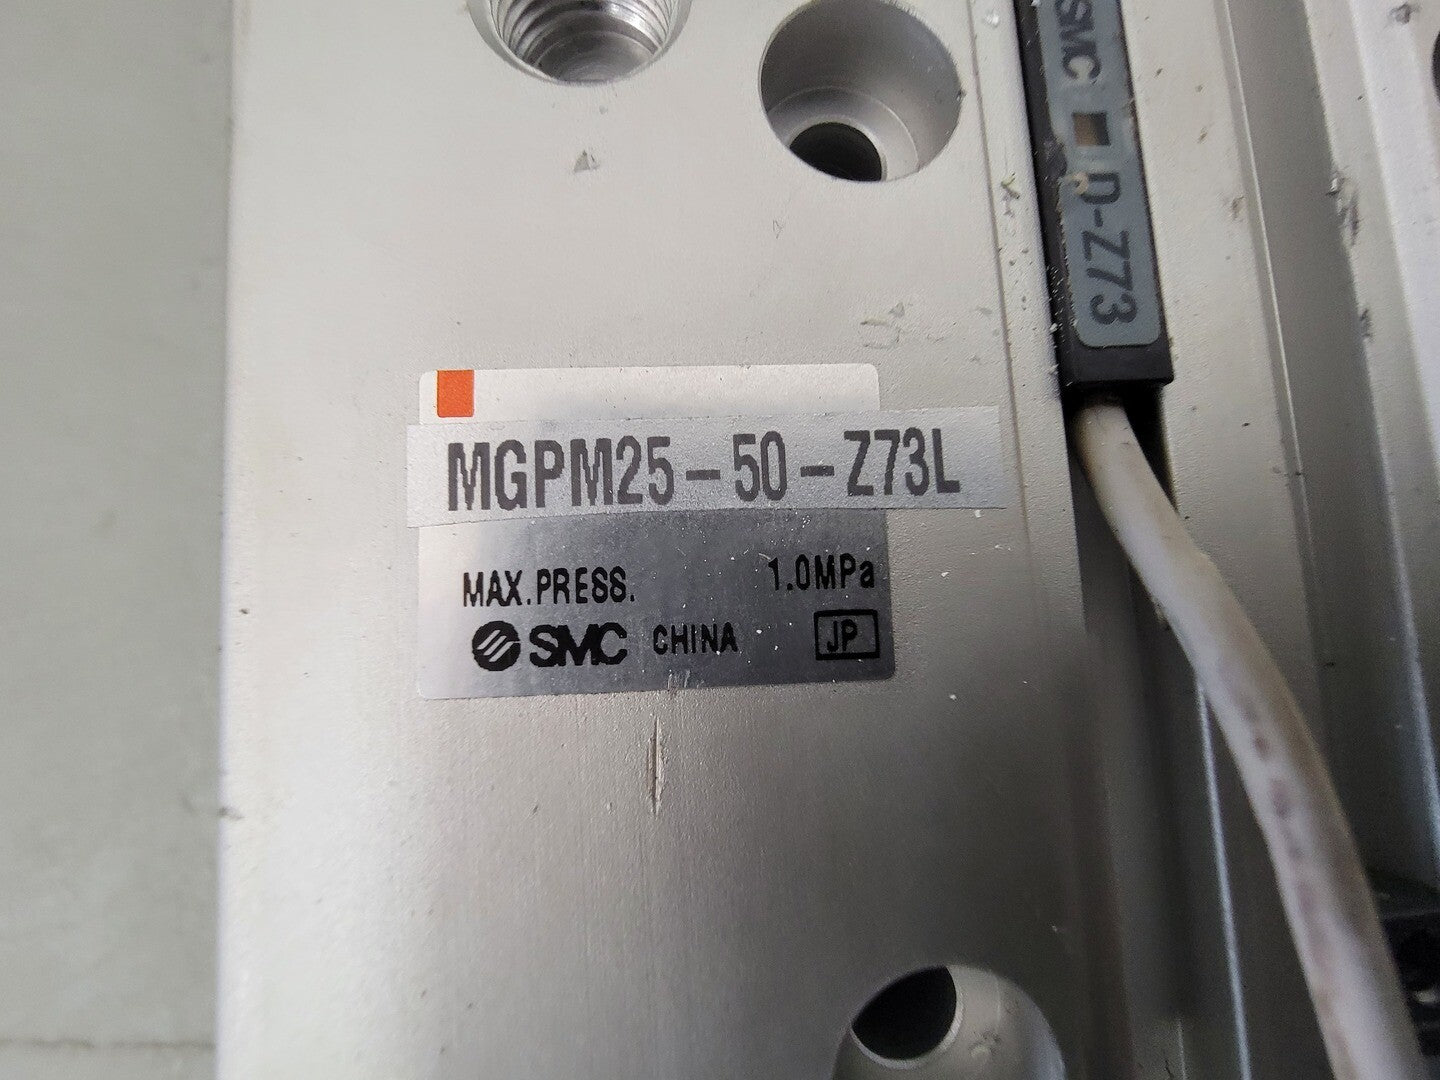 SMC D-Z73
MGPM25-50-Z73L
MAX.PRESS. 1.0MPa
SMC CHINA JP